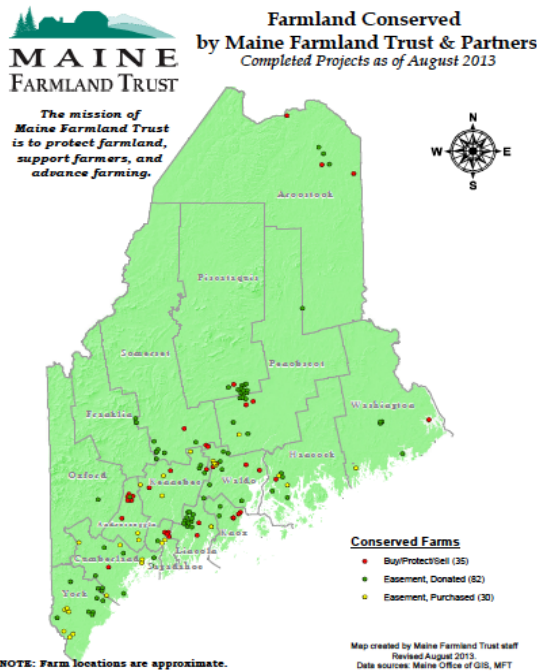 MAINE
FARMLAND TRUST
Farmland Conserved
by Maine Farmland Trust & Partners
Completed Projects as of August 2013
The mission of
Maine Farmland Trust
is to protect farmland,
support farmers, and
advance farming.
N
W E
S
Aroostook
Piscataquis
Somerset
Penobscot
Franklin
Washington
Hancock
Oxford
Kennebec
Waldo
Androscoggin
Knox
Lincoln
Cumberland
Sagadahoc
York
Conserved Farms
Buy/Protect/Sell (35)
Easement, Donated (82)
Easement, Purchased (30)
Map created by Maine Farmland Trust staff
Revised August 2013.
Data sources: Maine Office of GIS, MFT
NOTE: Farm locations are approximate.